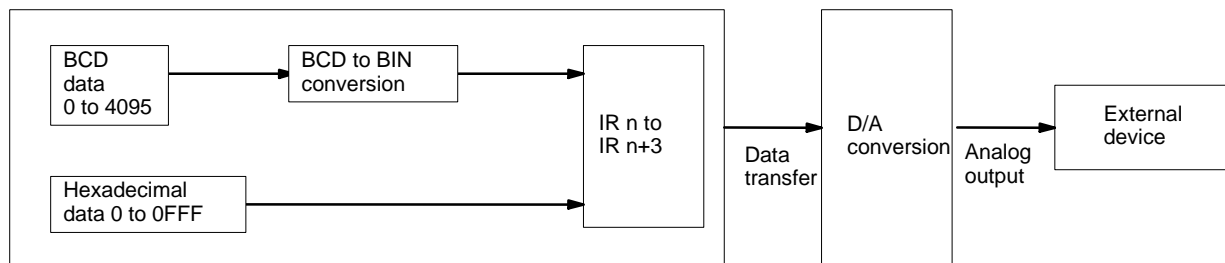 BCD
data
0 to 4095
BCD to BIN
conversion
Hexadecimal
data 0 to 0FFF
IR n to
IR n+3
Data
transfer
D/A
conversion
Analog
output
External
device